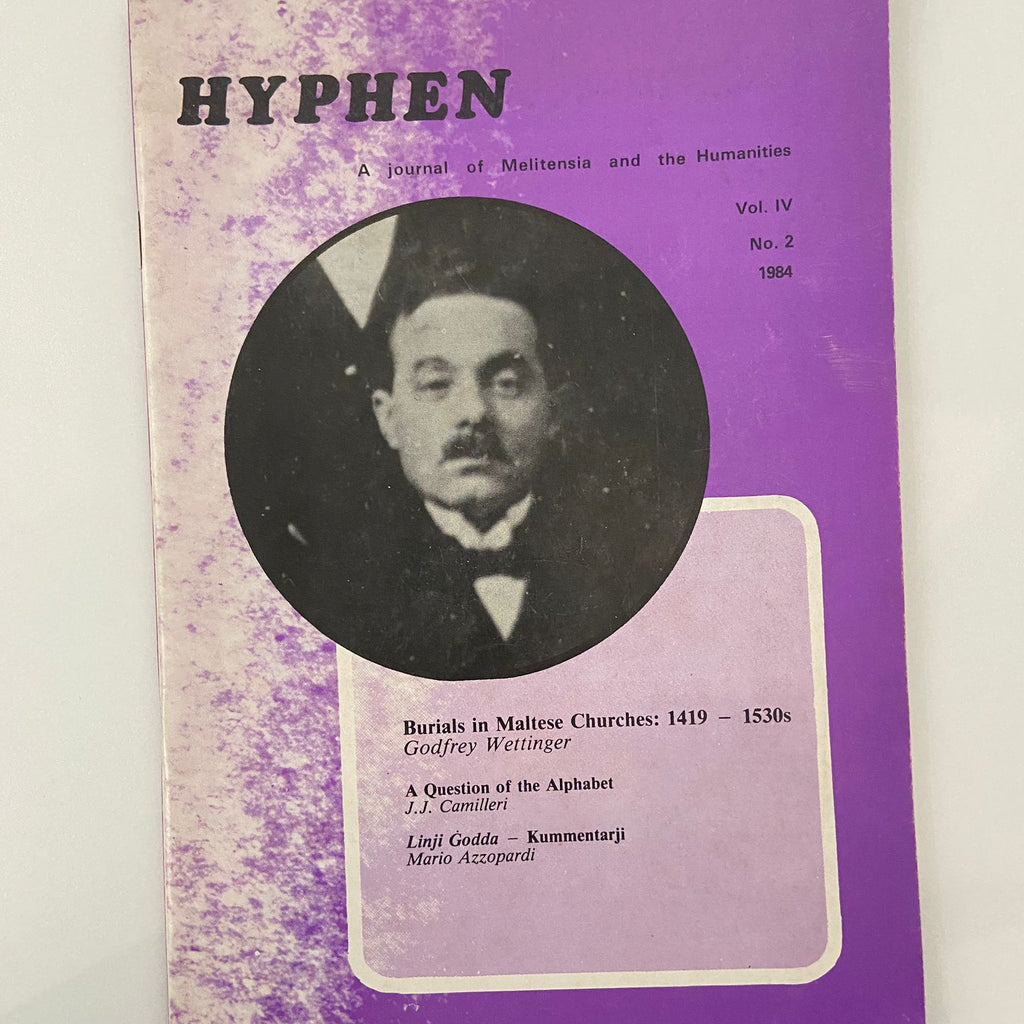 HYPHEN
A journal of Melitensia and the Humanities
Vol. IV
No. 2
1984
Burials in Maltese Churches: 1419 – 1530s
Godfrey Wettinger
A Question of the Alphabet
J.J. Camilleri
Linji Ġodda – Kummentarji
Mario Azzopardi